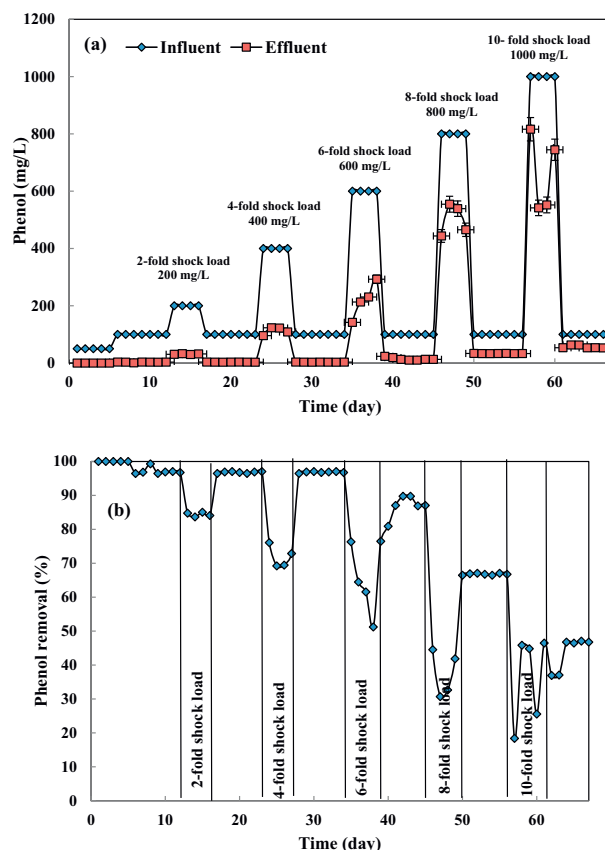 (a)
Influent
Effluent
10- fold shock load
1000 mg/L
8-fold shock load
800 mg/L
6-fold shock load
600 mg/L
4-fold shock load
400 mg/L
2-fold shock load
200 mg/L
Phenol (mg/L)
1200
1000
800
600
400
200
0
0 10 20 30 40 50 60
Time (day)
(b)
Phenol removal (%)
100
90
80
70
60
50
40
30
20
10
0
2-fold shock load
4-fold shock load
6-fold shock load
8-fold shock load
10-fold shock load
0 10 20 30 40 50 60
Time (day)